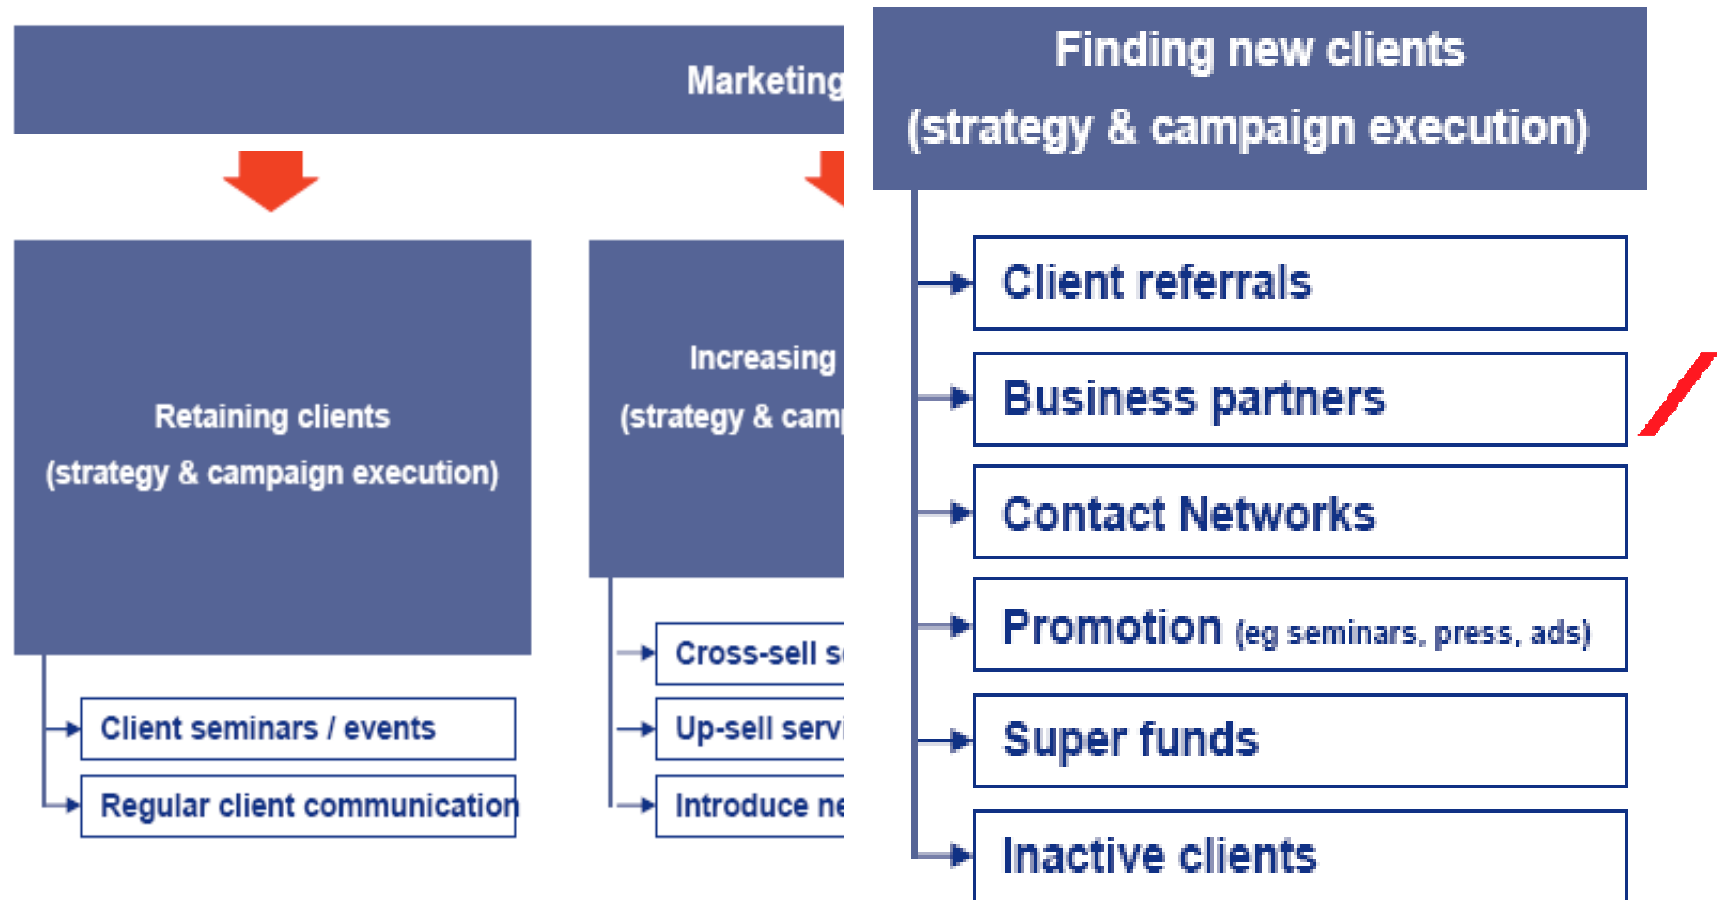 Marketing
Retaining clients
(strategy & campaign execution)
Client seminars / events
Regular client communication
Increasing
(strategy & cam
Cross-sell
Up-sell
Introduce
Finding new clients
(strategy & campaign execution)
Client referrals
Business partners
Contact Networks
Promotion (eg seminars, press, ads)
Super funds
Inactive clients